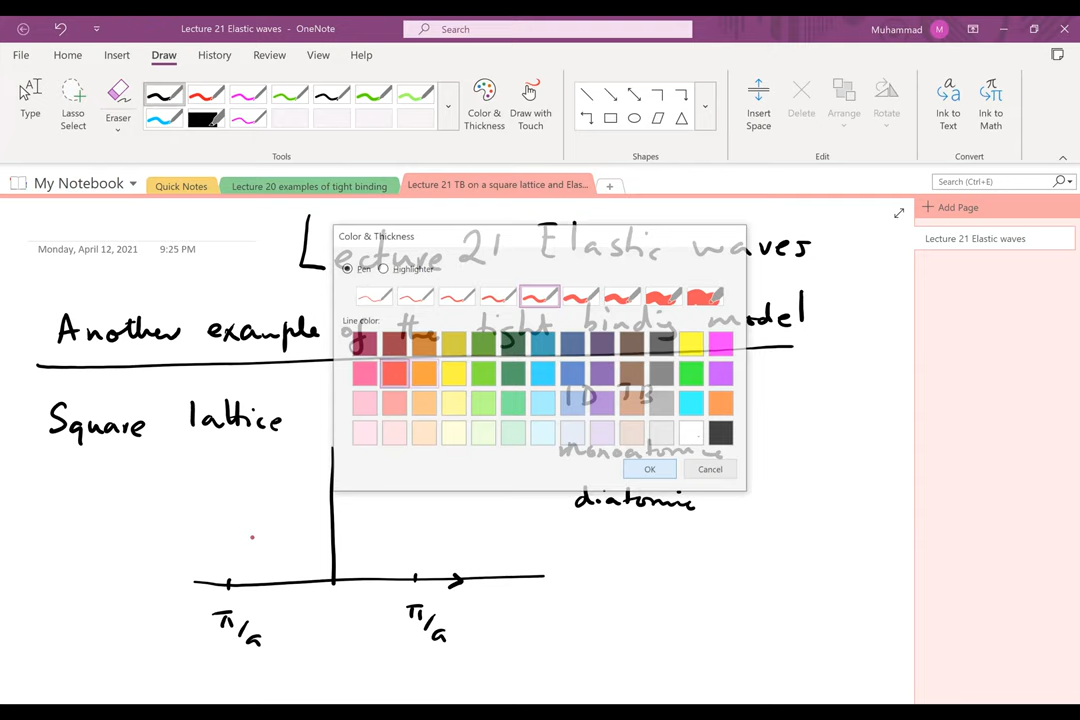 Lecture 21 Elastic waves - OneNote
Search
Muhammad M
File Home Insert Draw History Review View Help
Type
Lasso Select
Eraser
Color & Thickness
Draw with Touch
Insert Space
Delete
Arrange
Rotate
Ink to Text
Ink to Math
Tools
Shapes
Edit
Convert
My Notebook
Quick Notes
Lecture 20 examples of tight binding
Lecture 21 TB on a square lattice and Elas...
Search (Ctrl+E)
Add Page
Lecture 21 Elastic waves
Monday, April 12, 2021 9:25 PM
Lecture 21 Elastic waves
Color & Thickness
Pen Highlighter
Another example of the tight binding model
Line color:
Square lattice
1D TB
monoatomic
OK Cancel
diatomic
π/a π/a